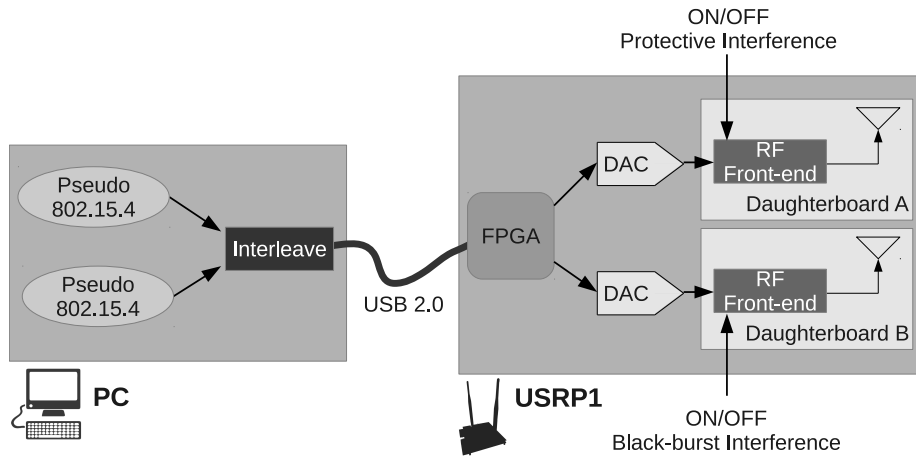 ON/OFF
Protective Interference
Pseudo
802.15.4
Pseudo
802.15.4
Interleave
USB 2.0
FPGA
DAC
DAC
RF
Front-end
Daughterboard A
RF
Front-end
Daughterboard B
PC
USRP1
ON/OFF
Black-burst Interference